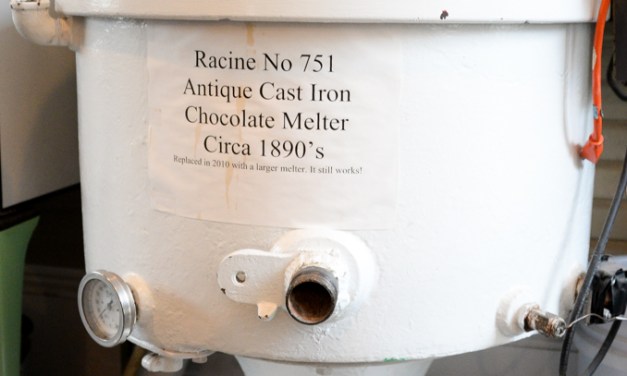 Racine No 751
Antique Cast Iron
Chocolate Melter
Circa 1890's
Replaced in 2010 with a larger melter. It still works!